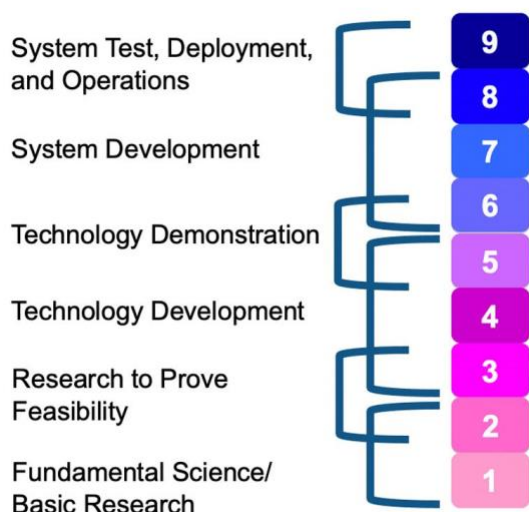 System Test, Deployment,
and Operations
System Development
Technology Demonstration
Technology Development
Research to Prove
Feasibility
Fundamental Science/
Basic Research
9
8
7
6
5
4
3
2
1